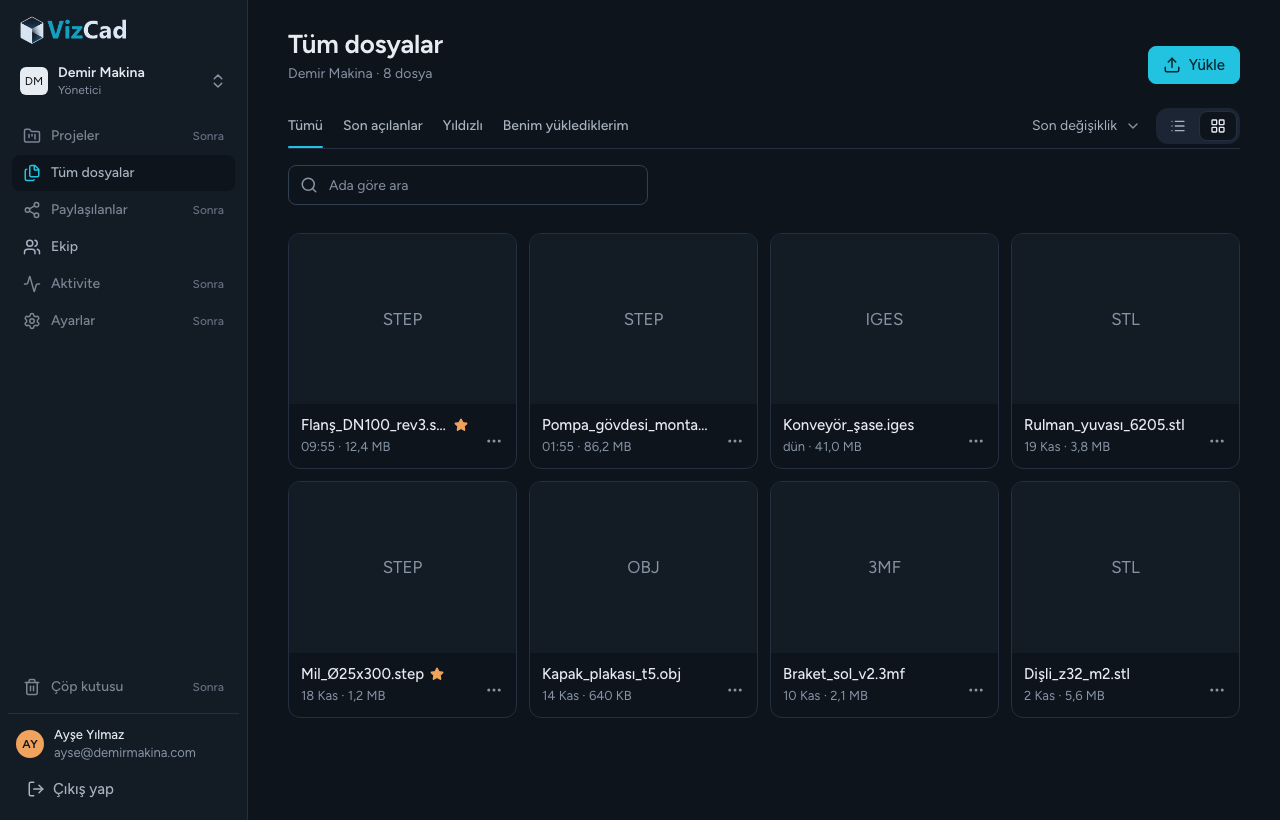 VizCad
DM
Demir Makina
Yönetici
Projeler Sonra
Tüm dosyalar
Paylaşılanlar Sonra
Ekip
Aktivite Sonra
Ayarlar Sonra
Çöp kutusu Sonra
AY
Ayşe Yılmaz
ayse@demirmakina.com
Çıkış yap
Tüm dosyalar
Demir Makina · 8 dosya
Yükle
Tümü Son açılanlar Yıldızlı Benim yüklediklerim
Son değişiklik
Ada göre ara
STEP
Flanş_DN100_rev3.s...
09:55 · 12,4 MB
STEP
Pompa_gövdesi_monta...
01:55 · 86,2 MB
IGES
Konveyör_şase.iges
dün · 41,0 MB
STL
Rulman_yuvası_6205.stl
19 Kas · 3,8 MB
STEP
Mil_Ø25x300.step
18 Kas · 1,2 MB
OBJ
Kapak_plakası_t5.obj
14 Kas · 640 KB
3MF
Braket_sol_v2.3mf
10 Kas · 2,1 MB
STL
Dişli_z32_m2.stl
2 Kas · 5,6 MB